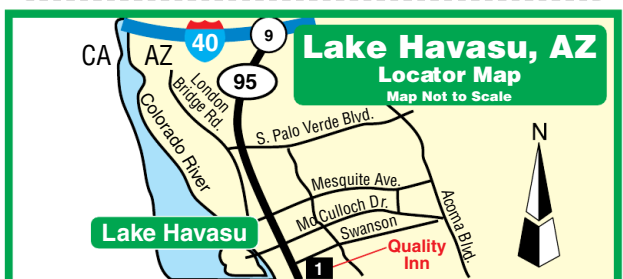 40
9
Lake Havasu, AZ
Locator Map
Map Not to Scale
CA
AZ
95
London
Bridge Rd.
Colorado River
S. Palo Verde Blvd.
N
Mesquite Ave.
McCulloch Dr.
Swanson
Acoma Blvd.
Lake Havasu
Quality
Inn
1